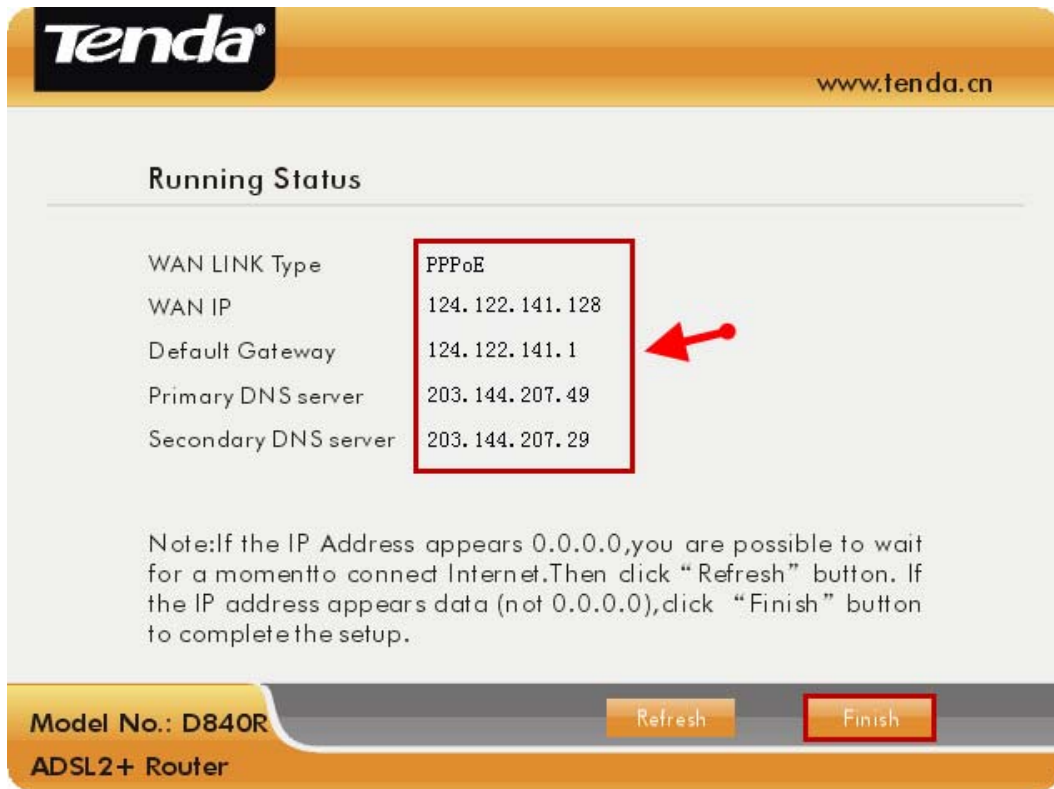 Tenda®
www.tenda.cn
Running Status
WAN LINK Type PPPoE
WAN IP 124.122.141.128
Default Gateway 124.122.141.1
Primary DNS server 203.144.207.49
Secondary DNS server 203.144.207.29
Note:If the IP Address appears 0.0.0.0,you are possible to wait
for a momentto connect Internet.Then click “Refresh” button. If
the IP address appears data (not 0.0.0.0),click “Finish” button
to complete the setup.
Model No.: D840R
Refresh Finish
ADSL2+ Router